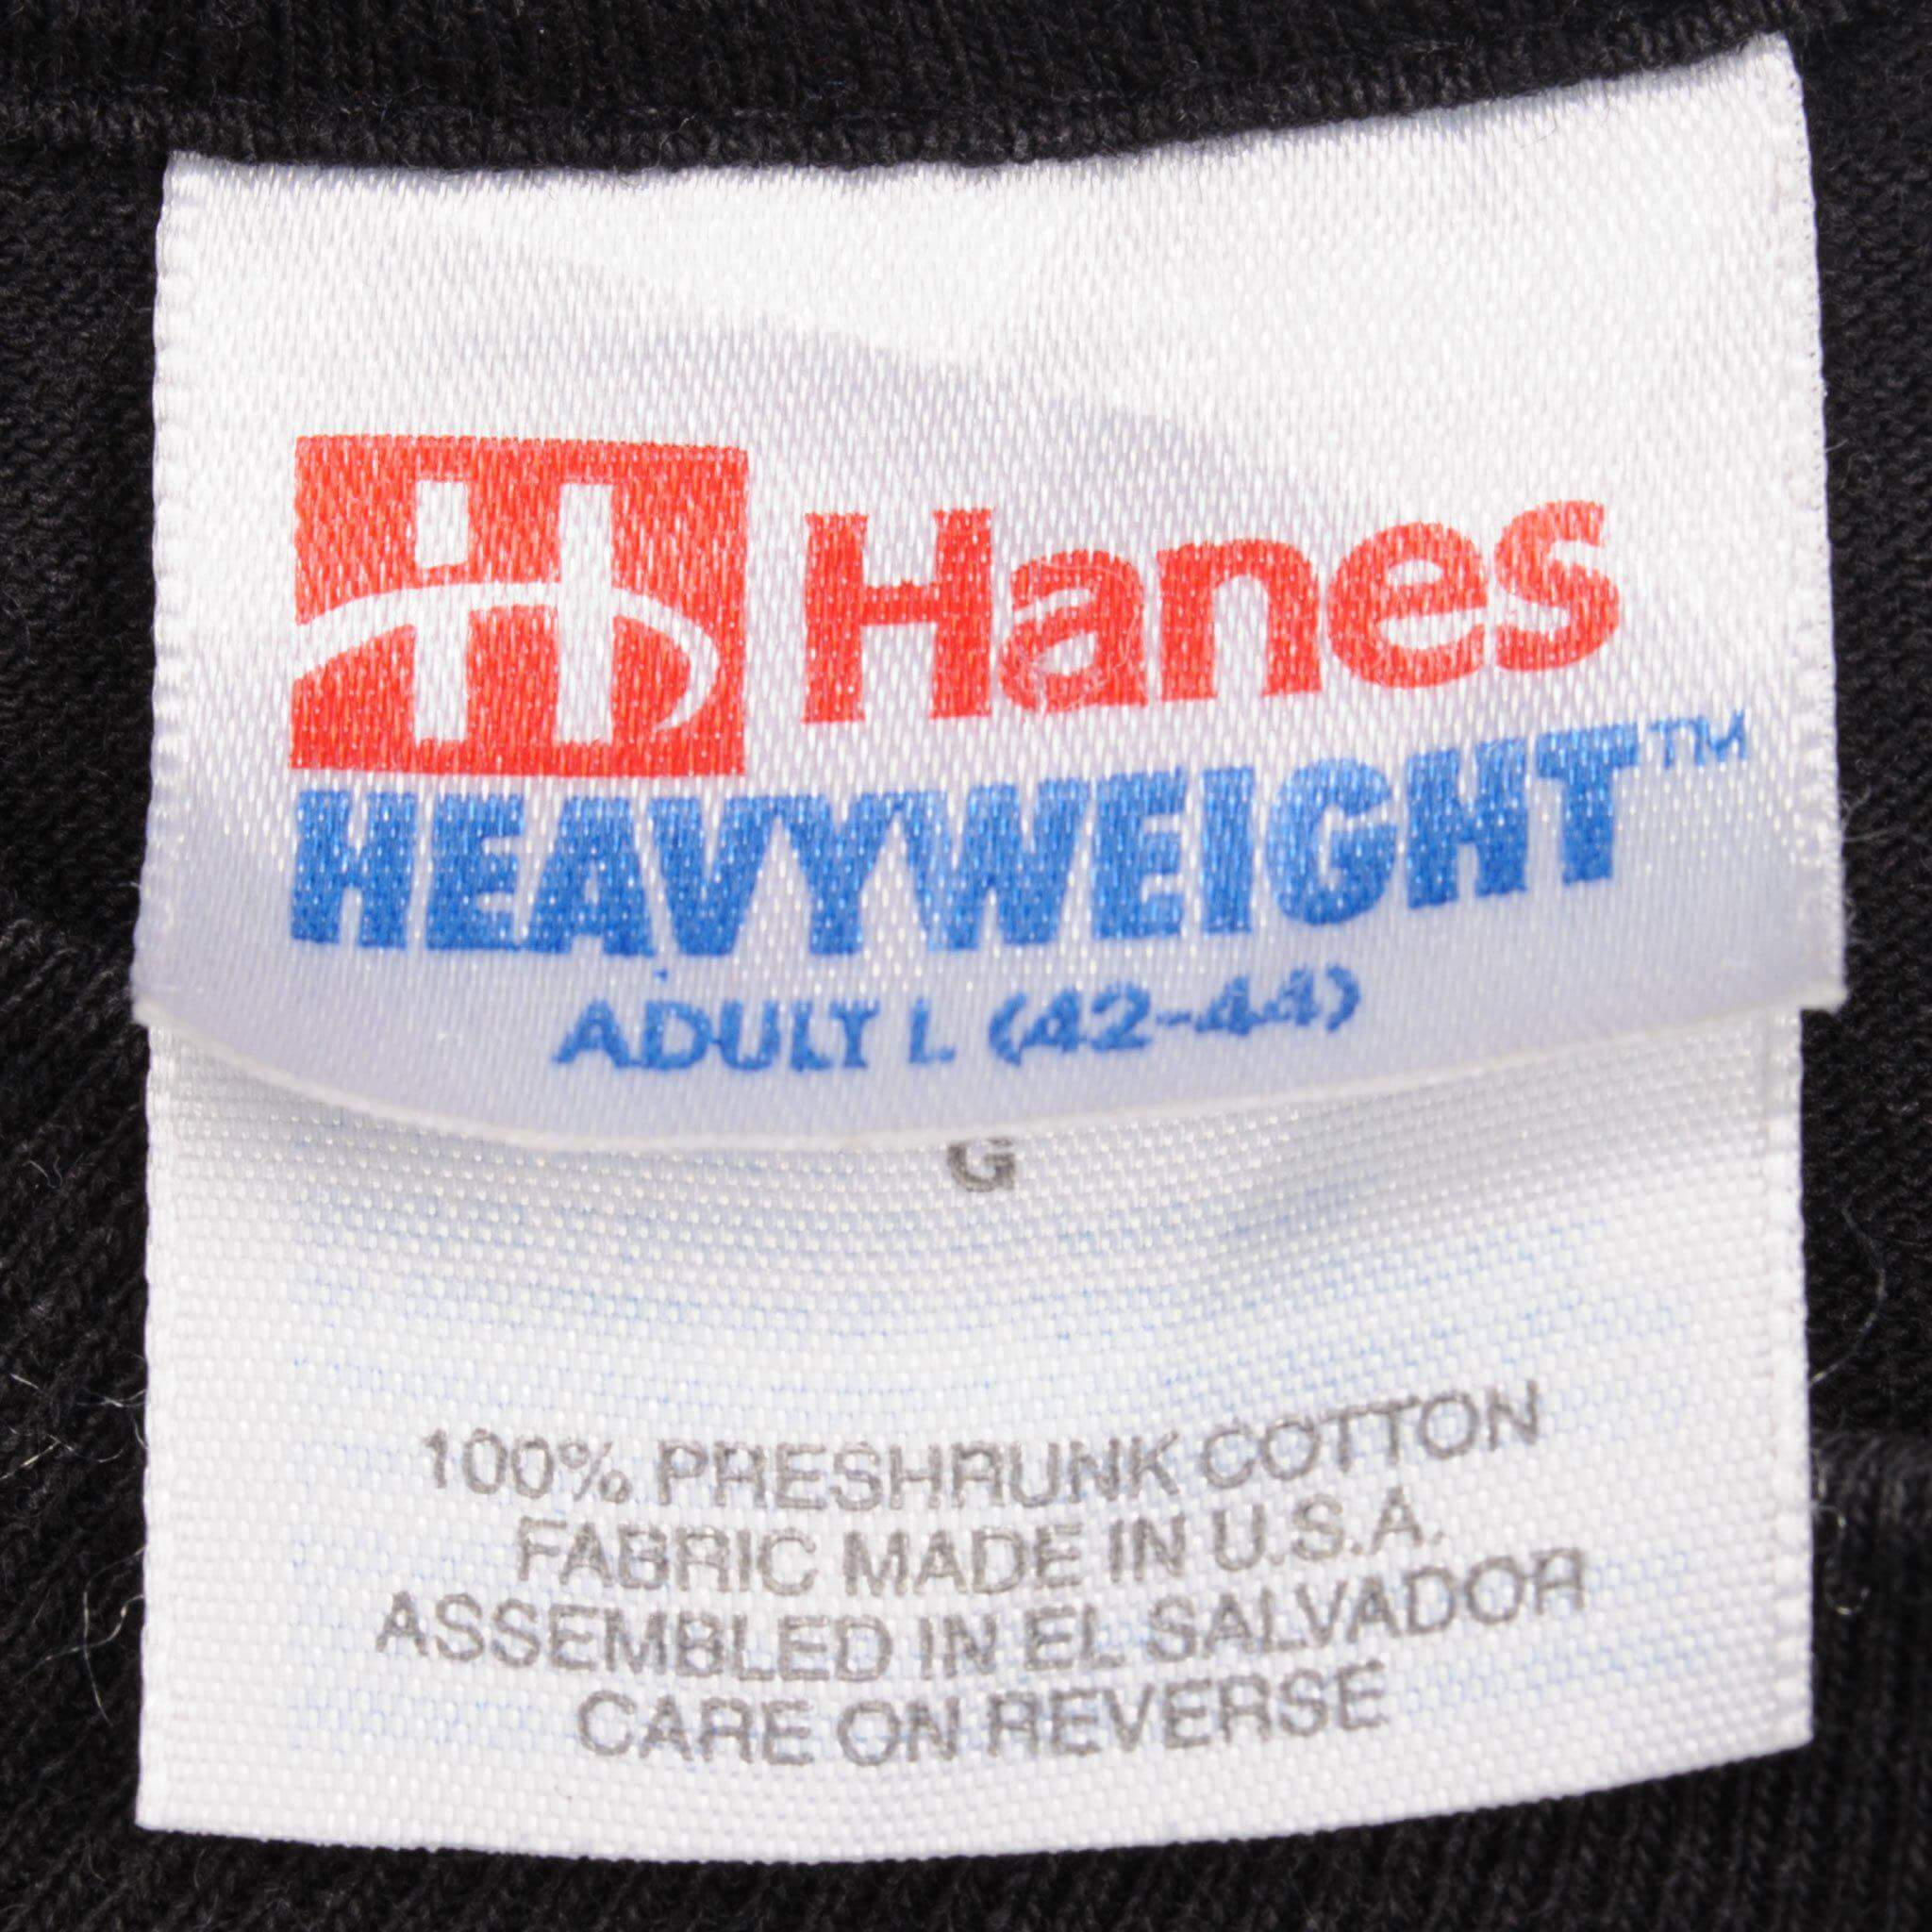 H Hanes
HEAVYWEIGHT™
ADULT L (42-44)
G
100% PRESHRUNK COTTON
FABRIC MADE IN U.S.A.
ASSEMBLED IN EL SALVADOR
CARE ON REVERSE